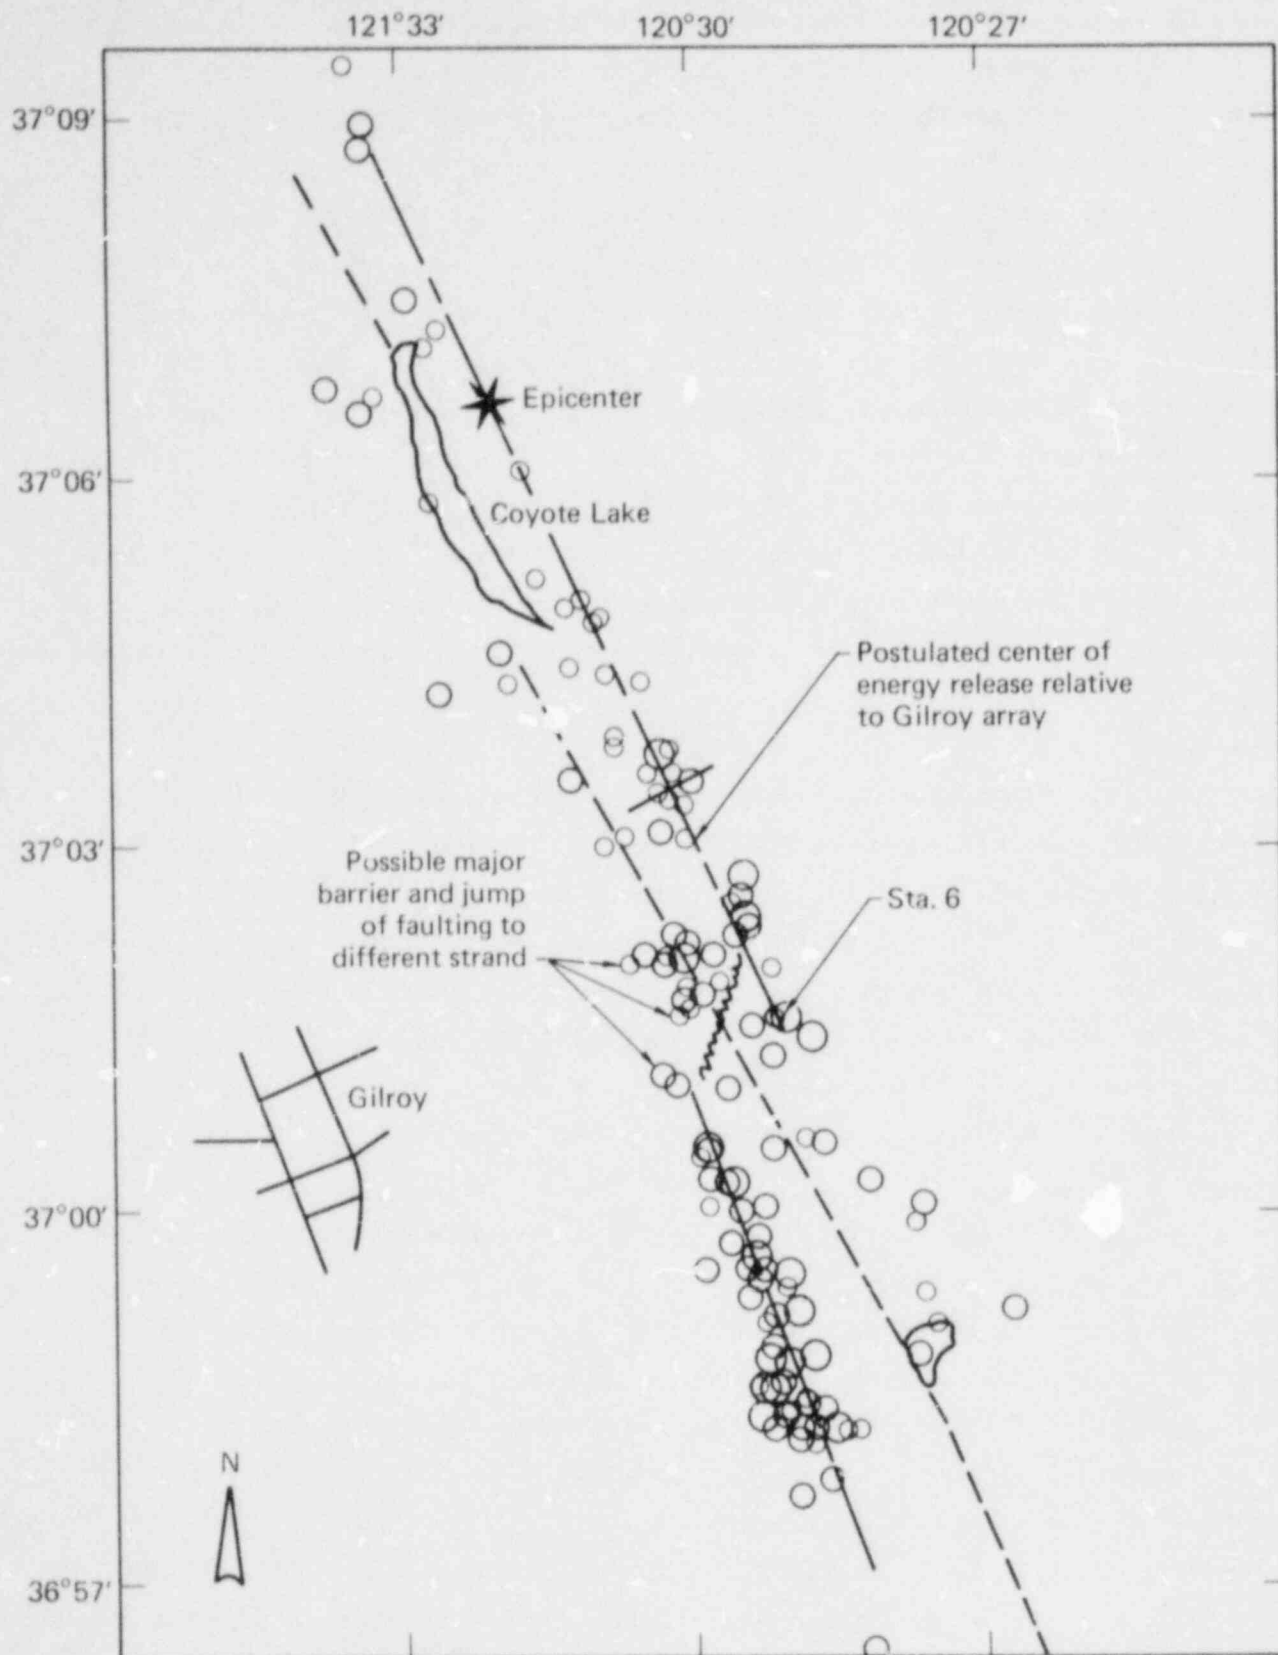 121°33′ 120°30′ 120°27′
37°09′
Epicenter
37°06′
Coyote Lake
Postulated center of
energy release relative
to Gilroy array
37°03′
Possible major
barrier and jump
of faulting to
different strand
Sta. 6
Gilroy
37°00′
N
36°57′